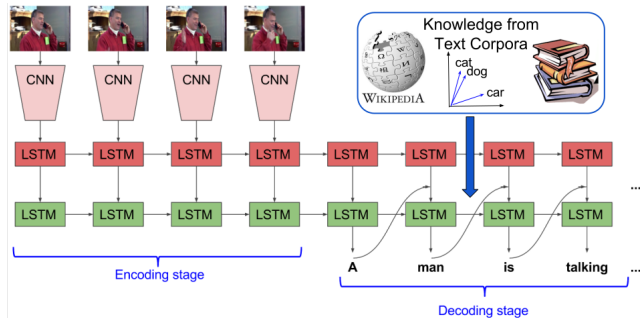 Knowledge from
Text Corpora
WIKIPEDIA
cat
dog
car
CNN CNN CNN CNN
LSTM LSTM LSTM LSTM LSTM LSTM LSTM LSTM
...
LSTM LSTM LSTM LSTM LSTM LSTM LSTM LSTM
A man is talking ...
Encoding stage
Decoding stage